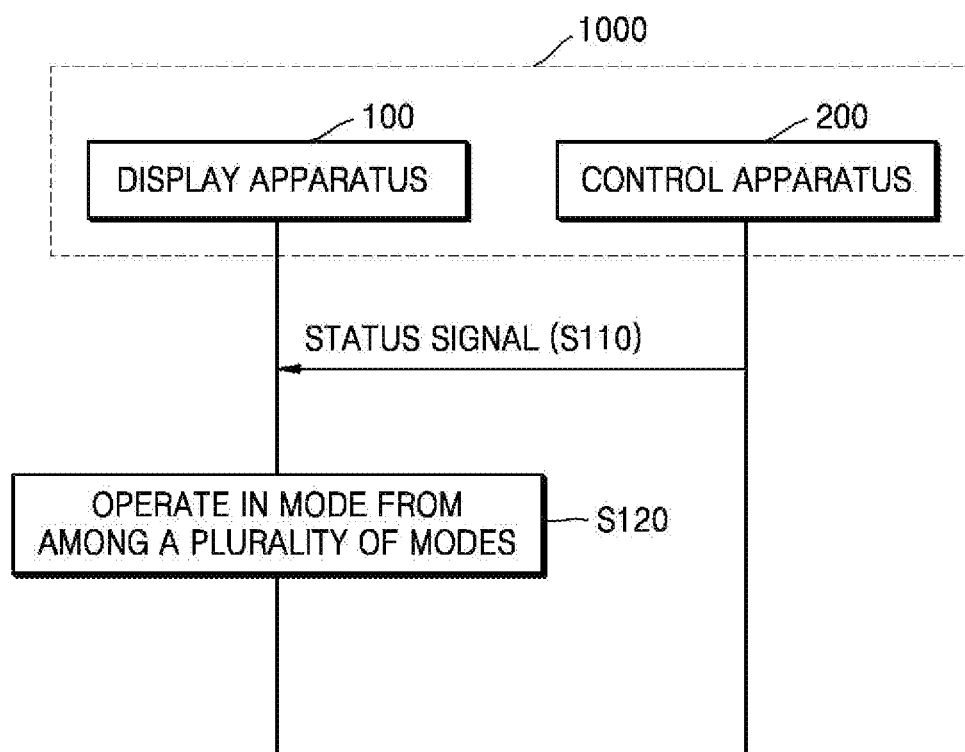 1000
100
200
DISPLAY APPARATUS
CONTROL APPARATUS
STATUS SIGNAL (S110)
OPERATE IN MODE FROM
AMONG A PLURALITY OF MODES
S120